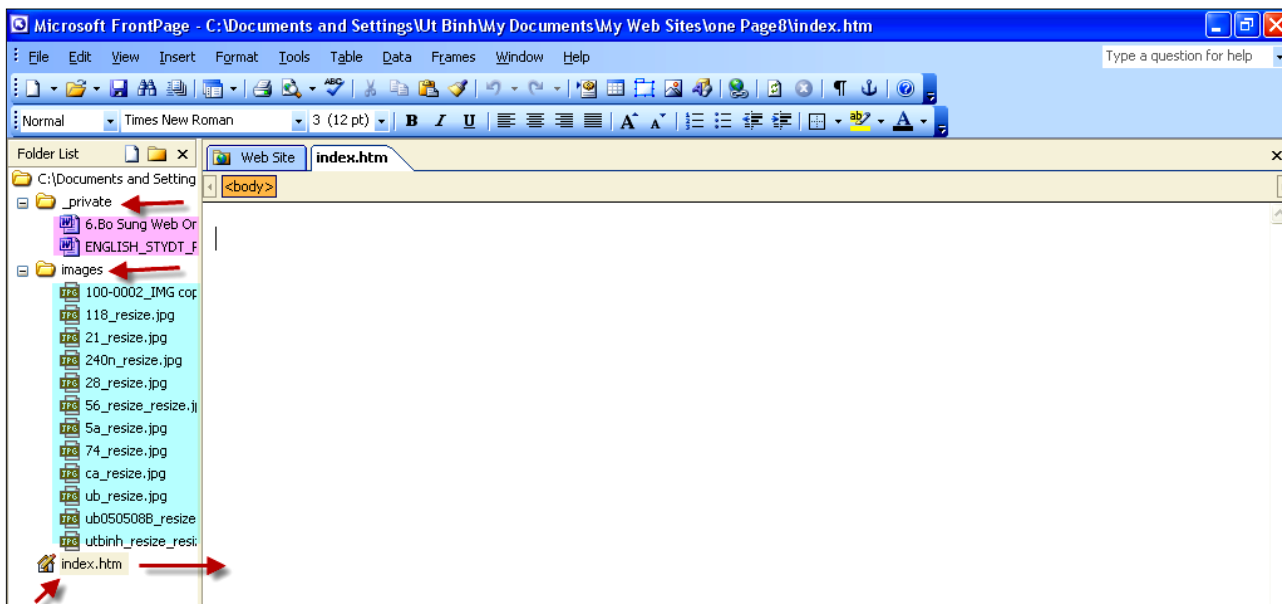 Microsoft FrontPage - C:\Documents and Settings\Ut Binh\My Documents\My Web Sites\one Page8\index.htm
File Edit View Insert Format Tools Table Data Frames Window Help Type a question for help
Normal Times New Roman 3 (12 pt) B I U A A ab A
Folder List Web Site index.htm
C:\Documents and Setting <body>
_private
6.Bo Sung Web Or
ENGLISH_STYDT_
images
100-0002_IMG cop
118_resize.jpg
21_resize.jpg
240n_resize.jpg
28_resize.jpg
56_resize_resize.j
5a_resize.jpg
74_resize.jpg
ca_resize.jpg
ub_resize.jpg
ub050508B_resize
utbinh_resize_resi
index.htm